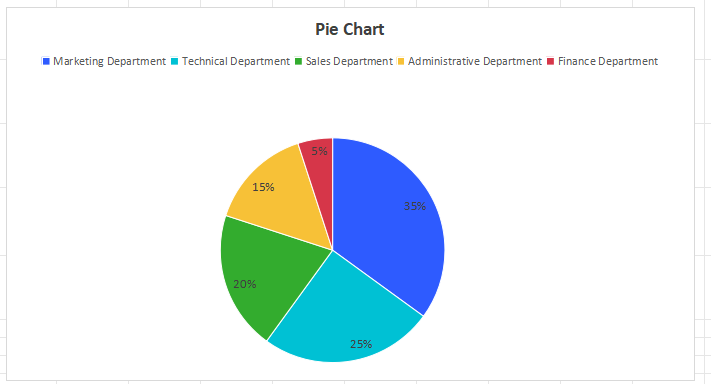 Pie Chart
Marketing Department Technical Department Sales Department Administrative Department Finance Department
5%
15%
35%
20%
25%